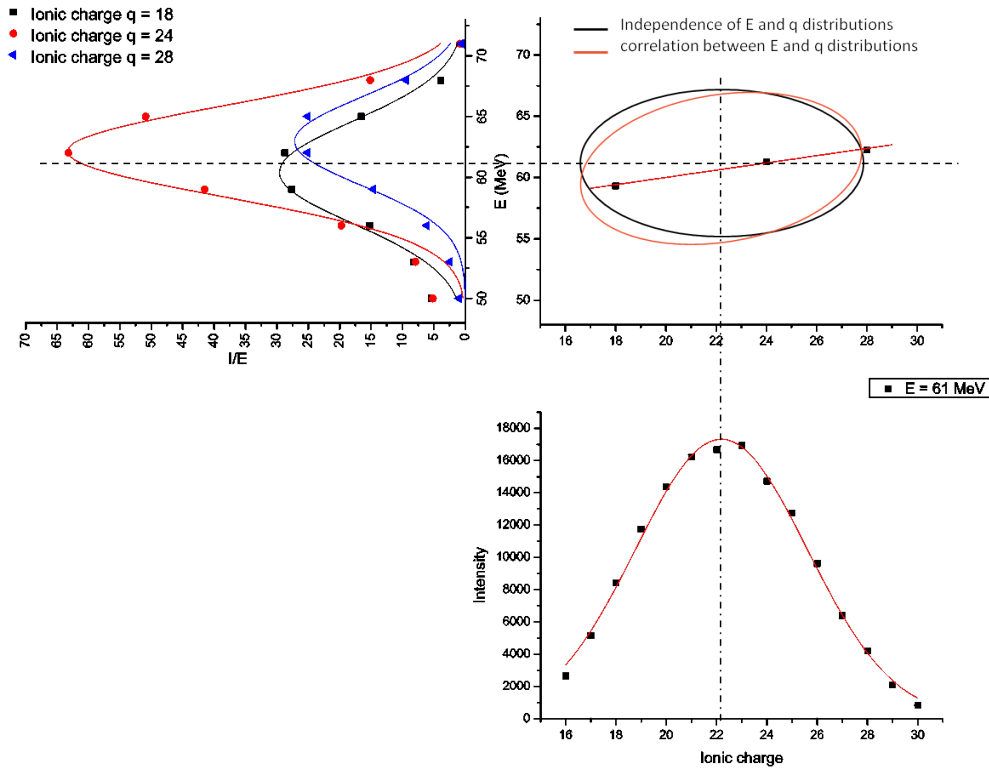 Ionic charge q = 18
Ionic charge q = 24
Ionic charge q = 28
70
65
60
55
50
E (MeV)
70 65 60 55 50 45 40 35 30 25 20 15 10 5 0
I/E
Independence of E and q distributions
correlation between E and q distributions
70
65
60
55
50
16 18 20 22 24 26 28 30
E = 61 MeV
18000
16000
14000
12000
10000
8000
6000
4000
2000
0
Intensity
16 18 20 22 24 26 28 30
Ionic charge